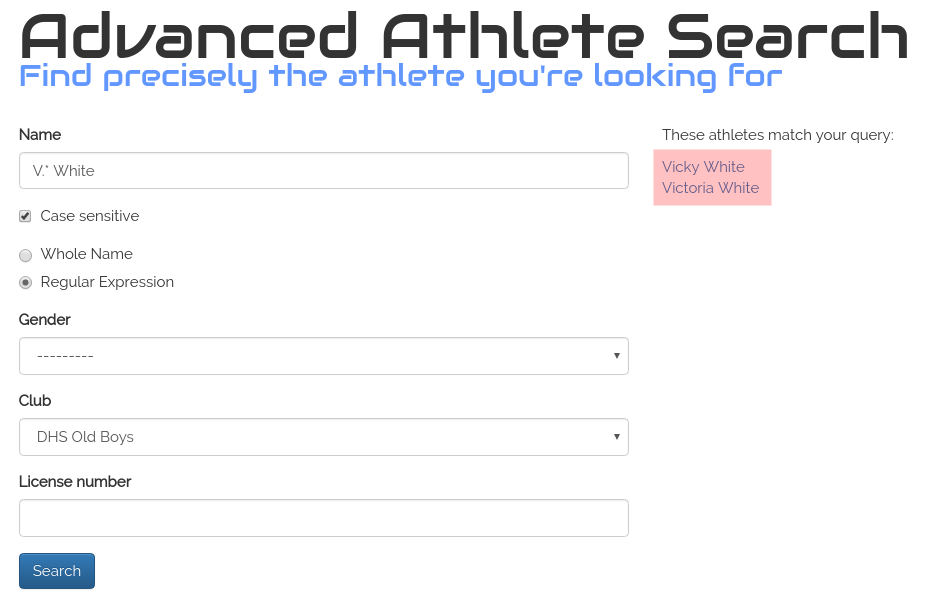 Advanced Athlete Search
Find precisely the athlete you're looking for
Name
V.* White
Case sensitive
Whole Name
Regular Expression
Gender
---------
Club
DHS Old Boys
License number
Search
These athletes match your query:
Vicky White
Victoria White